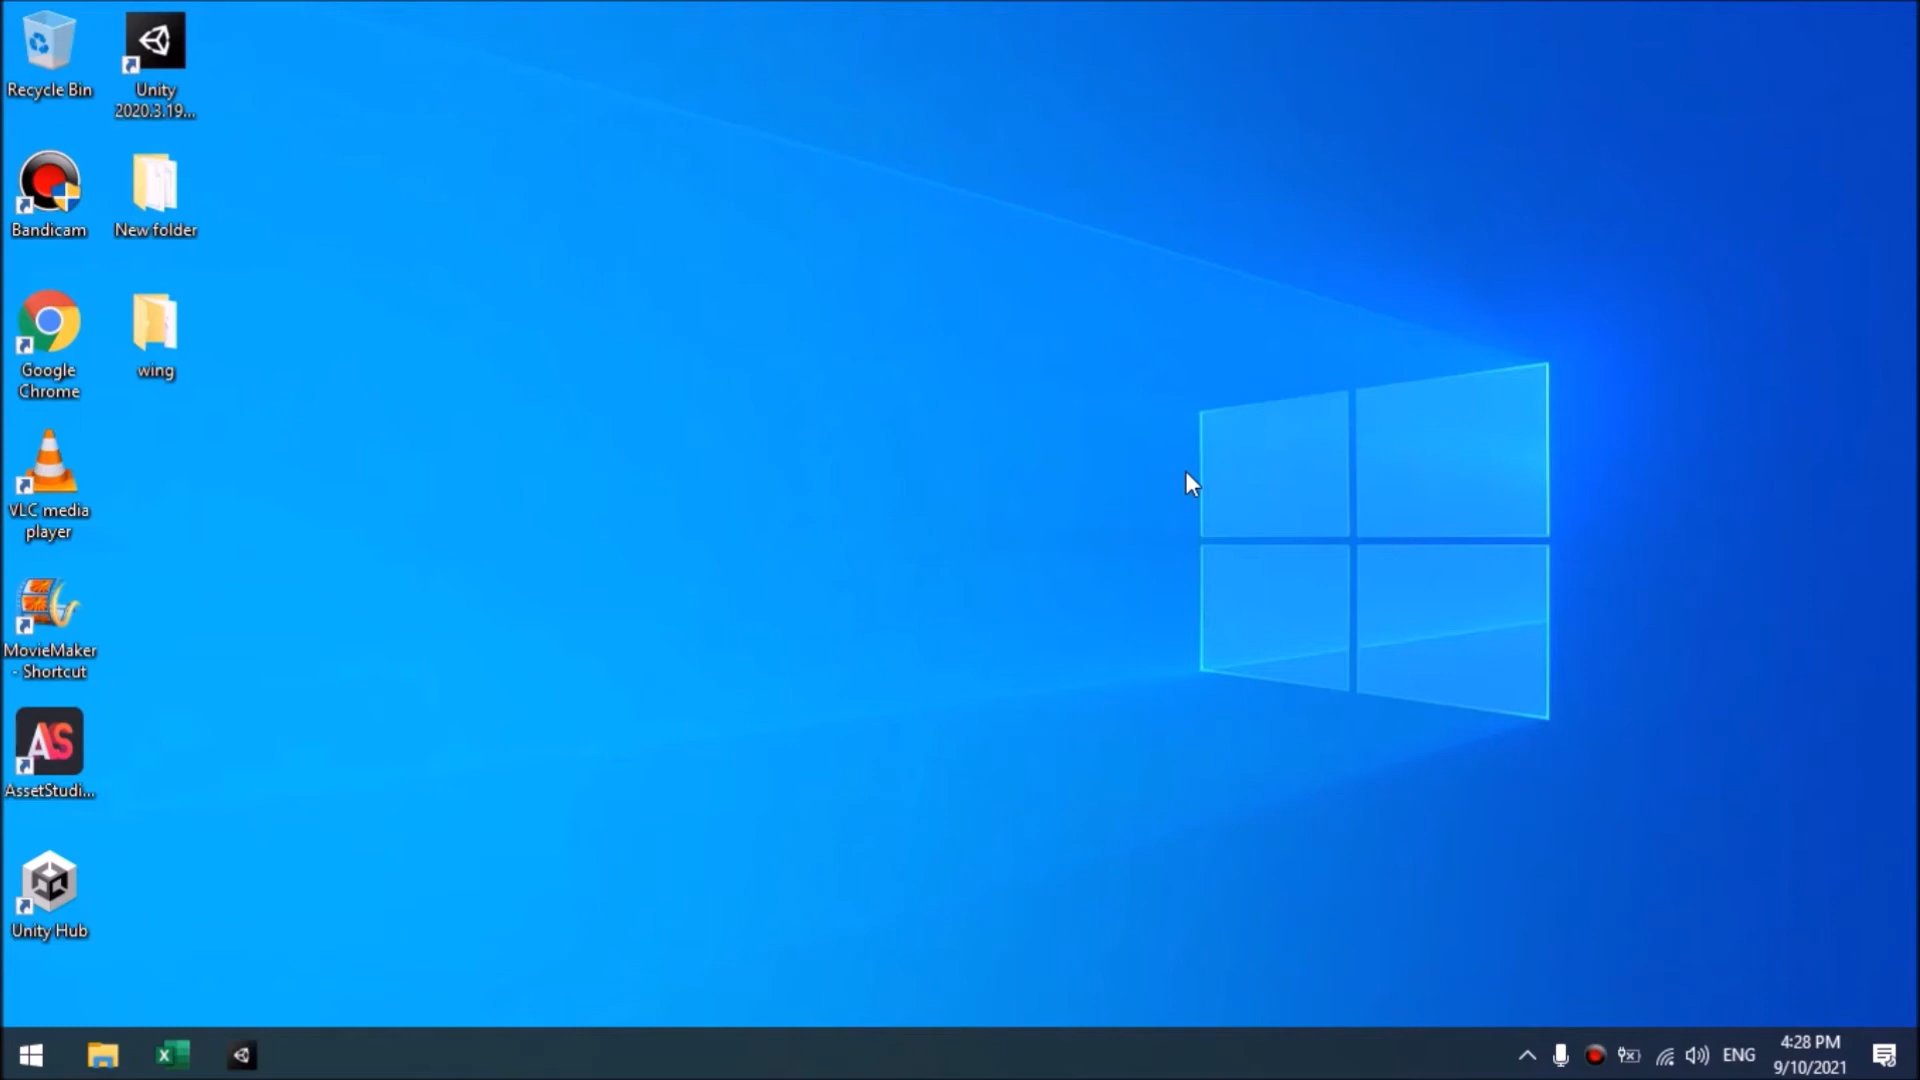 Recycle Bin
Unity
2020.3.19...
Bandicam
New folder
Google
Chrome
wing
VLC media
player
MovieMaker
- Shortcut
AS
AssetStudi...
Unity Hub
X
ENG
4:28 PM
9/10/2021